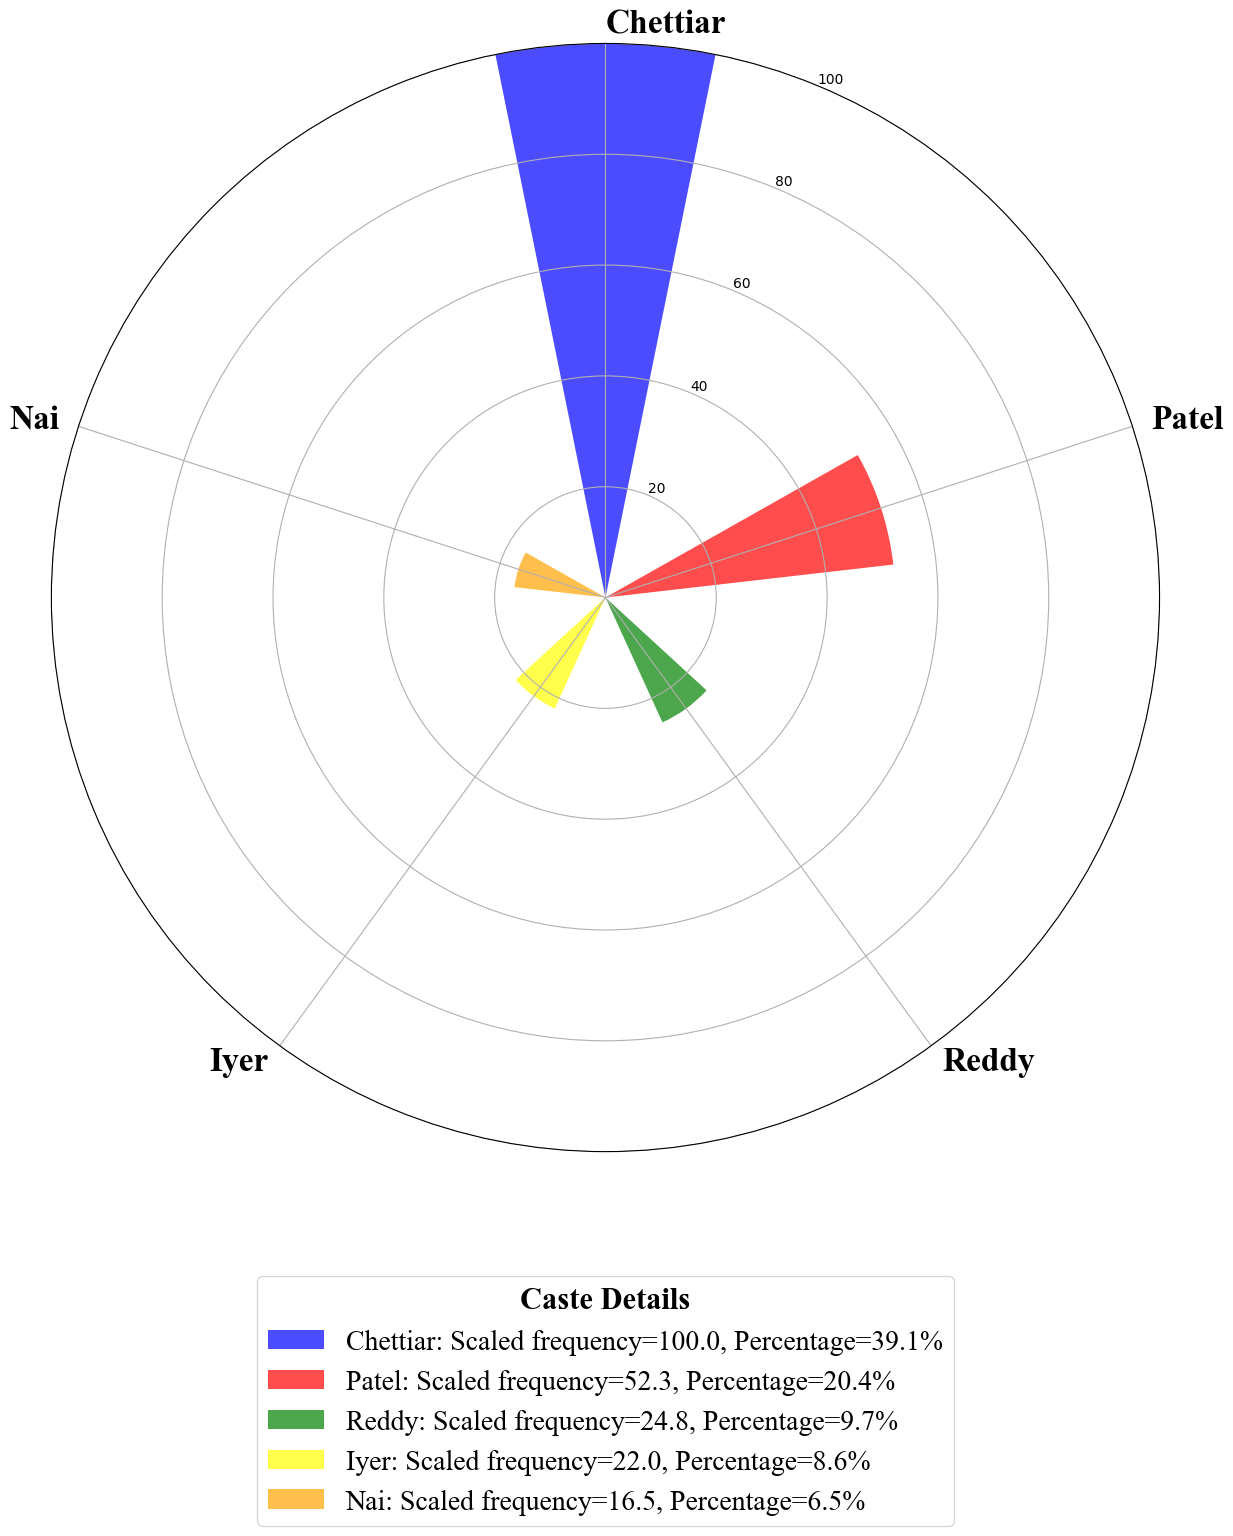 Chettiar
100
80
60
40
20
Nai
Patel
Iyer
Reddy
Caste Details
Chettiar: Scaled frequency=100.0, Percentage=39.1%
Patel: Scaled frequency=52.3, Percentage=20.4%
Reddy: Scaled frequency=24.8, Percentage=9.7%
Iyer: Scaled frequency=22.0, Percentage=8.6%
Nai: Scaled frequency=16.5, Percentage=6.5%